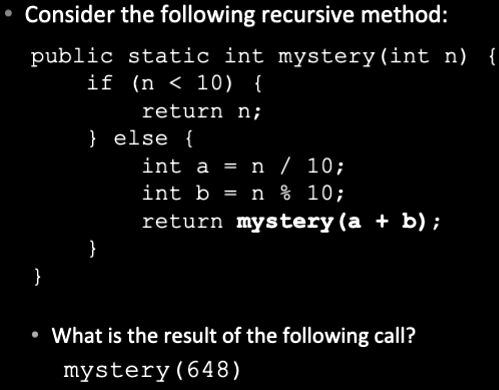 • Consider the following recursive method:
public static int mystery(int n) {
    if (n < 10) {
        return n;
    } else {
        int a = n / 10;
        int b = n % 10;
        return mystery(a + b);
    }
}
• What is the result of the following call?
mystery(648)